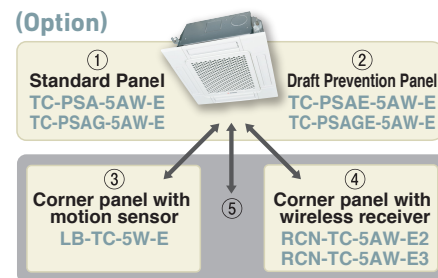 (Option)
①
Standard Panel
TC-PSA-5AW-E
TC-PSAG-5AW-E
②
Draft Prevention Panel
TC-PSAE-5AW-E
TC-PSAGE-5AW-E
③
Corner panel with
motion sensor
LB-TC-5W-E
⑤
④
Corner panel with
wireless receiver
RCN-TC-5AW-E2
RCN-TC-5AW-E3